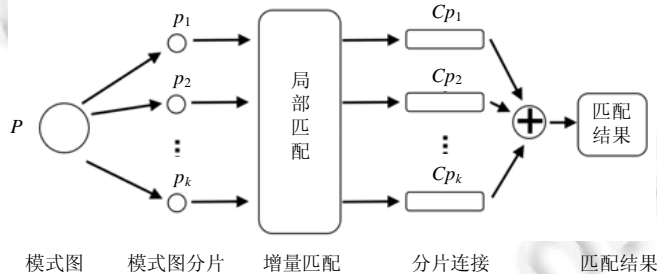 p1 Cp1
p2 局部匹配 Cp2
P 匹配结果
pk Cpk
模式图 模式图分片 增量匹配 分片连接 匹配结果